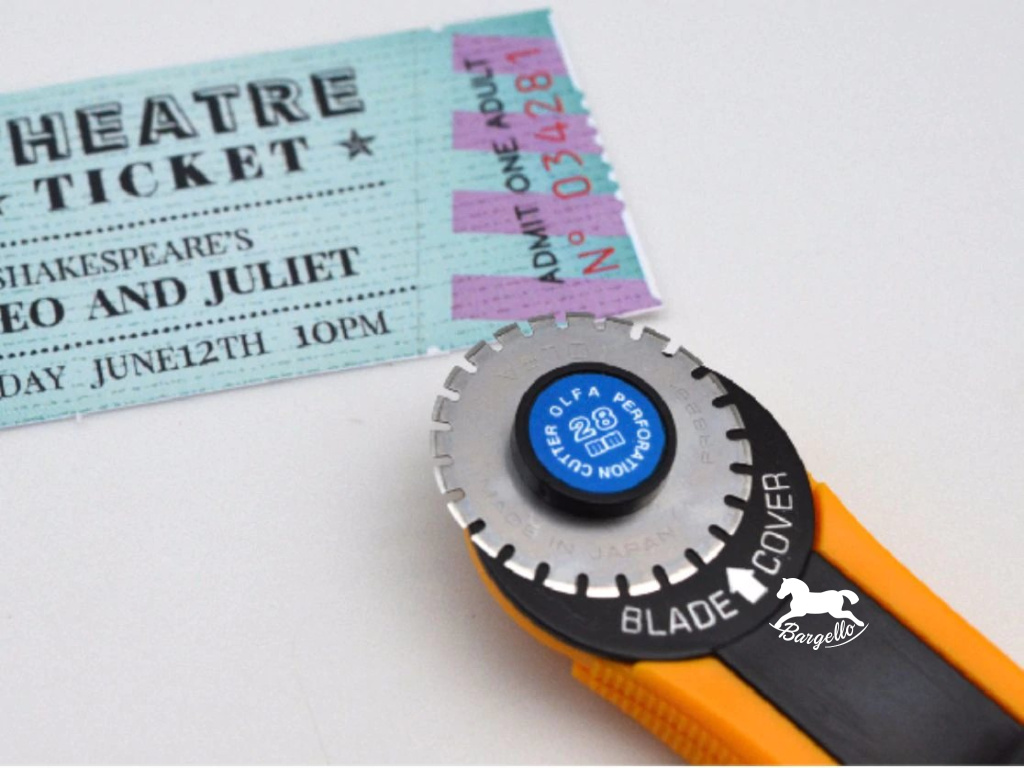 HEATRE
TICKET
SHAKESPEARE'S
EO AND JULIET
DAY JUNE12TH 10PM
ADMIT ONE ADULT
Nº 034281
OLFA PERFORATION CUTTER
28
mm
MADE IN JAPAN
BLADE COVER
Bargello